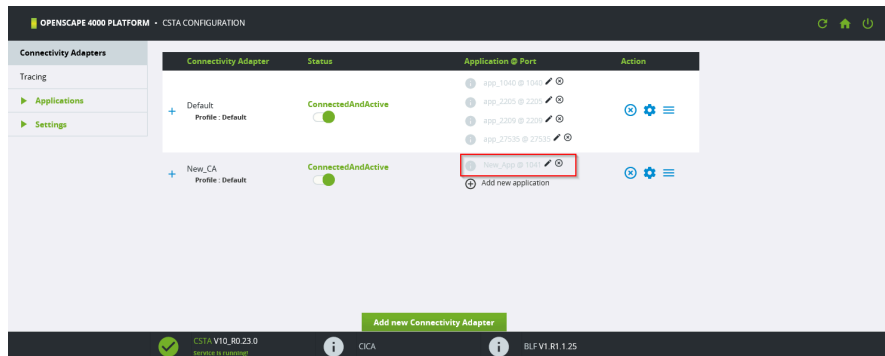 OPENSCAPE 4000 PLATFORM • CSTA CONFIGURATION
Connectivity Adapters
Tracing
Applications
Settings
Connectivity Adapter Status Application @ Port Action
Default
Profile : Default
ConnectedAndActive
app_1040 @ 1040
app_2205 @ 2205
app_2209 @ 2209
app_27535 @ 27535
New_CA
Profile : Default
ConnectedAndActive
New_App @ 1041
Add new application
Add new Connectivity Adapter
CSTA V10_R0.23.0
Service is running!
CICA
BLF V1.R1.1.25